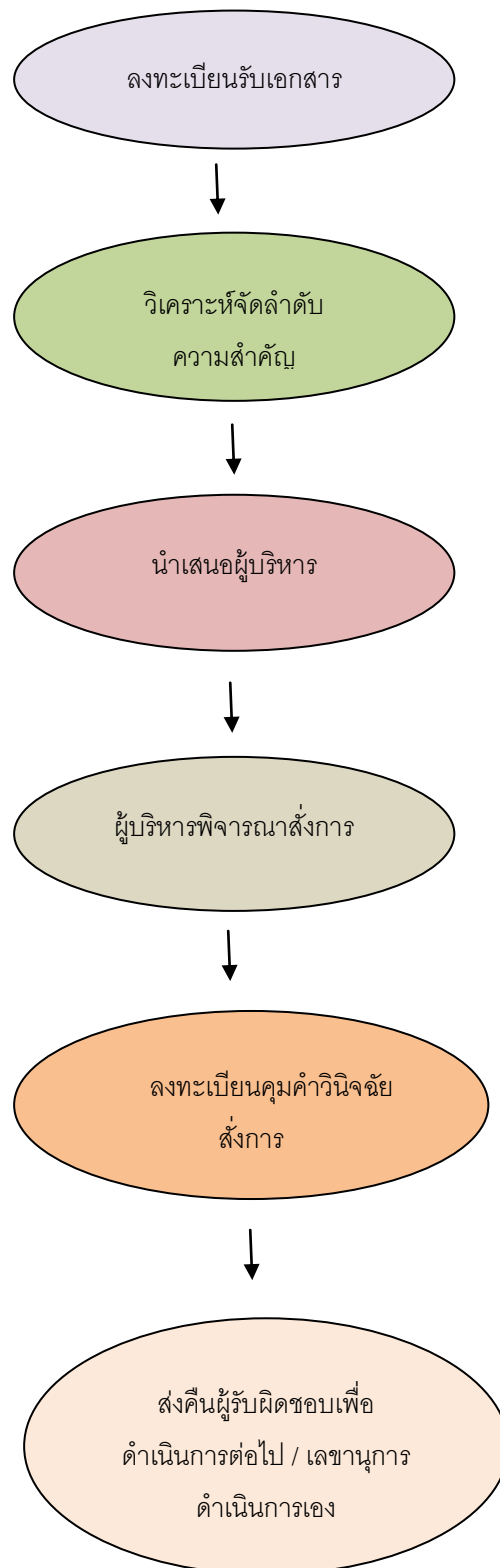 ลงทะเบียนรับเอกสาร
วิเคราะห์จัดลำดับ
ความสำคัญ
นำเสนอผู้บริหาร
ผู้บริหารพิจารณาสั่งการ
ลงทะเบียนคุมคำวินิจฉัย
สั่งการ
ส่งคืนผู้รับผิดชอบเพื่อ
ดำเนินการต่อไป / เลขานุการ
ดำเนินการเอง